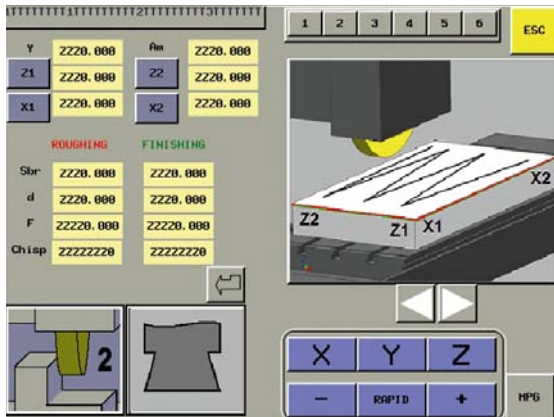 1 2 3 4 5 6 ESC
Y ZZZ0.000 Am ZZZ0.000
Z1 ZZZ0.000 Z2 ZZZ0.000
X1 ZZZ0.000 X2 ZZZ0.000
ROUGHING FINISHING
Sbr ZZZ0.000 ZZZ0.000
d ZZZ0.000 ZZZ0.000
F ZZZZ0.000 ZZZZ0.000
Chisp ZZZZZZZ0 ZZZZZZZ0
X2
Z2 Z1 X1
2
X Y Z
- RAPID + MPG